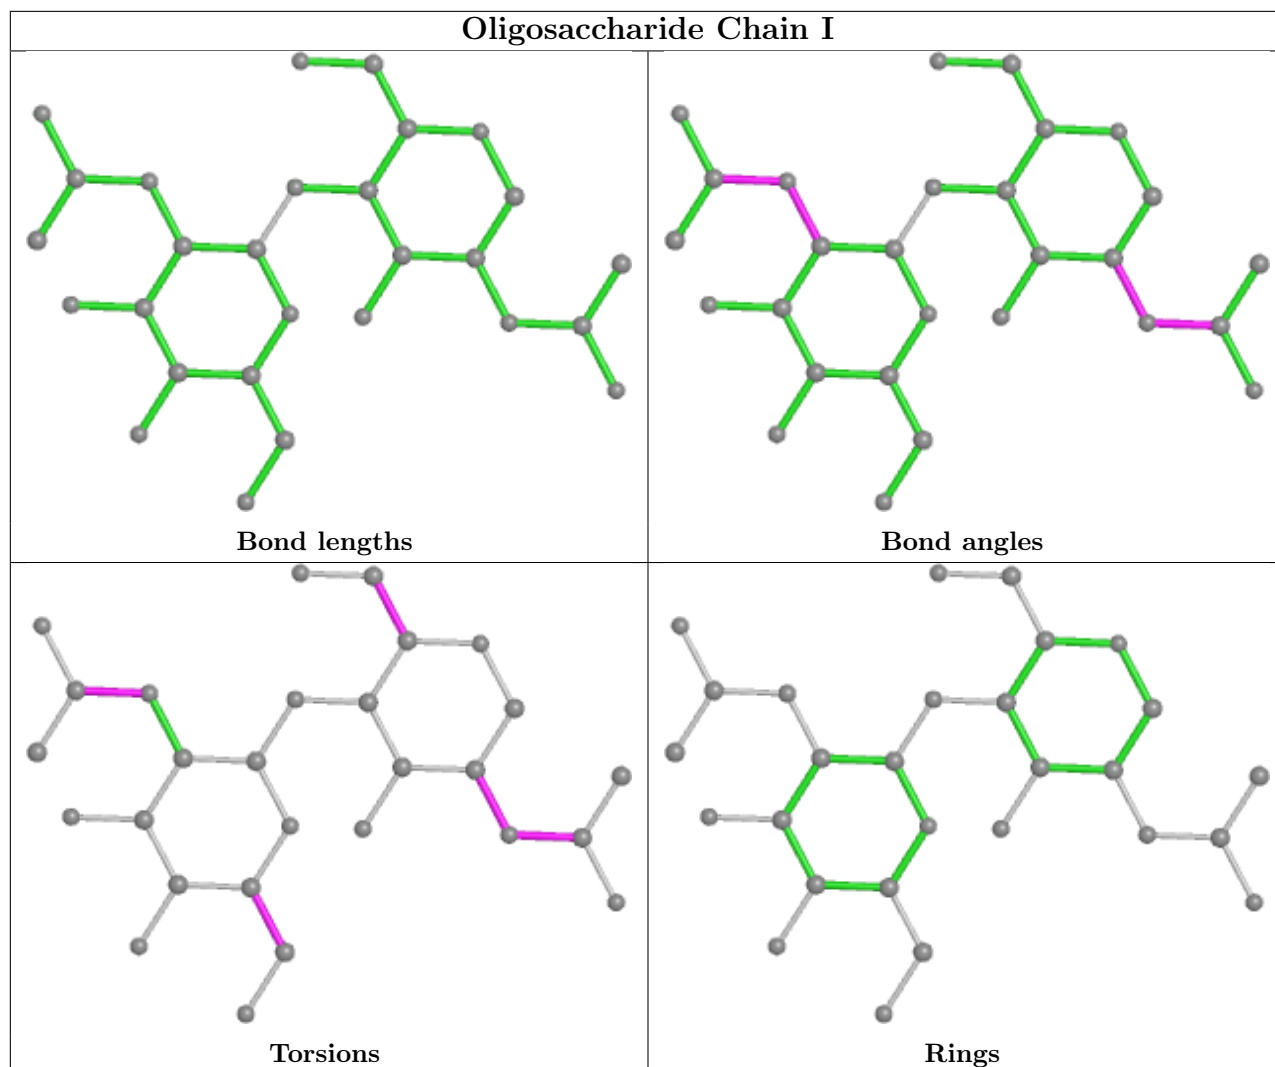 Oligosaccharide Chain I
Bond lengths
Bond angles
Torsions
Rings